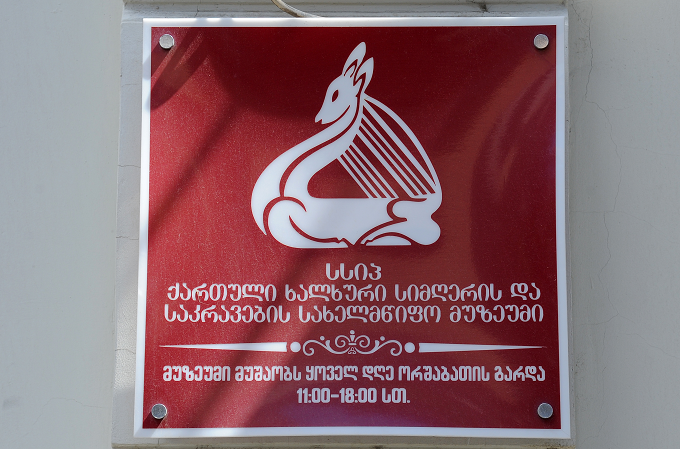 სსიპ
ქართული ხალხური სიმღერის და
საკრავების სახელმწიფო მუზეუმი
მუზეუმი მუშაობს ყოველ დღე ორშაბათის გარდა
11:00-18:00 სთ.